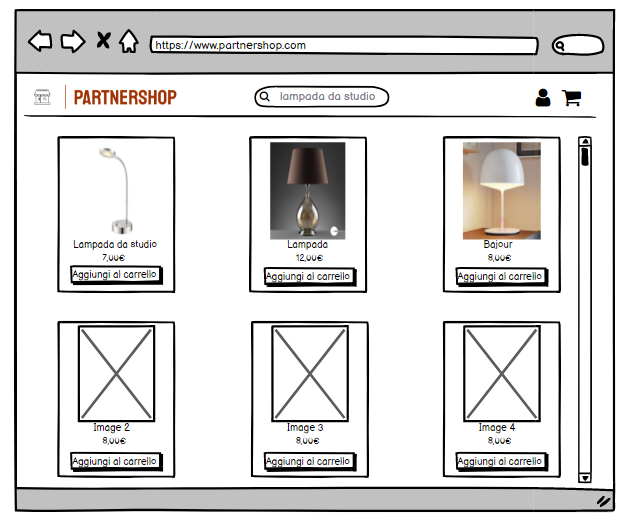 https://www.partnershop.com
PARTNERSHOP
lampada da studio
Lampada da studio
7,00€
Aggiungi al carrello
Lampada
12,00€
Aggiungi al carrello
Bajour
8,00€
Aggiungi al carrello
Image 2
8,00€
Aggiungi al carrello
Image 3
8,00€
Aggiungi al carrello
Image 4
8,00€
Aggiungi al carrello